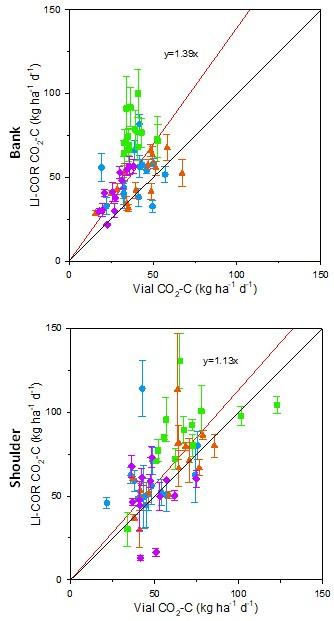 150
y=1.39x
100
50
0
0 50 100 150
Bank
LI-COR CO₂-C (kg ha⁻¹ d⁻¹)
Vial CO₂-C (kg ha⁻¹ d⁻¹)
150
y=1.13x
100
50
0
0 50 100 150
Shoulder
LI-COR CO₂-C (kg ha⁻¹ d⁻¹)
Vial CO₂-C (kg ha⁻¹ d⁻¹)